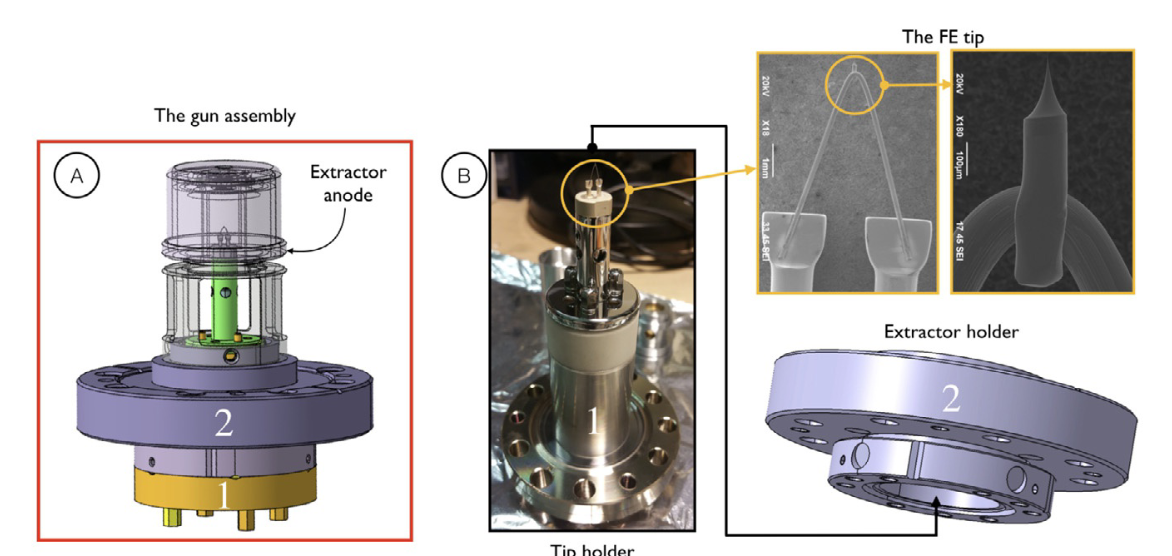 The FE tip
The gun assembly
A
Extractor
anode
2
1
B
1
Tip holder
20kV
X18
1mm
33 45 SEI
20kV
X180
100μm
17 45 SEI
Extractor holder
2